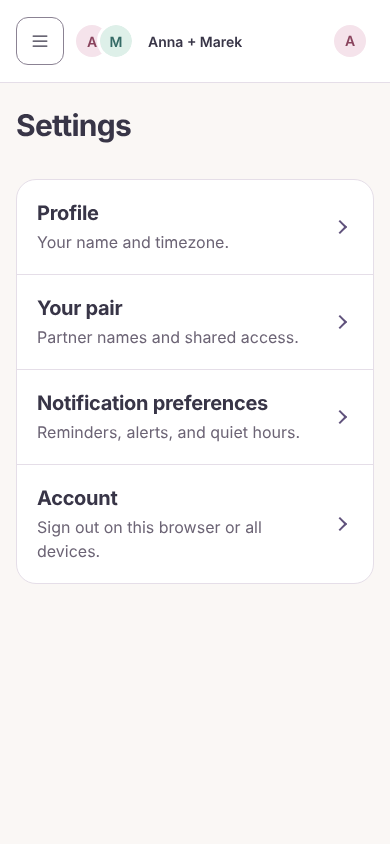 A M Anna + Marek A
Settings
Profile
Your name and timezone.
Your pair
Partner names and shared access.
Notification preferences
Reminders, alerts, and quiet hours.
Account
Sign out on this browser or all
devices.